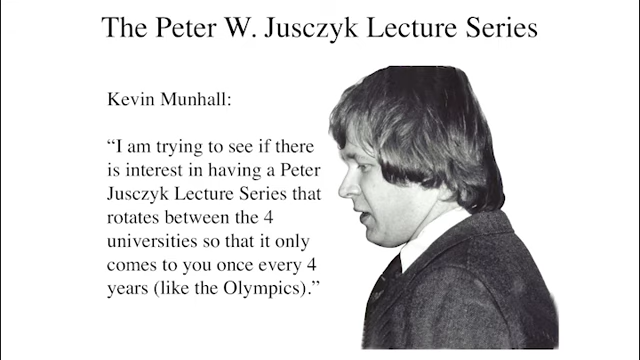 The Peter W. Jusczyk Lecture Series
Kevin Munhall:
“I am trying to see if there
is interest in having a Peter
Jusczyk Lecture Series that
rotates between the 4
universities so that it only
comes to you once every 4
years (like the Olympics).”